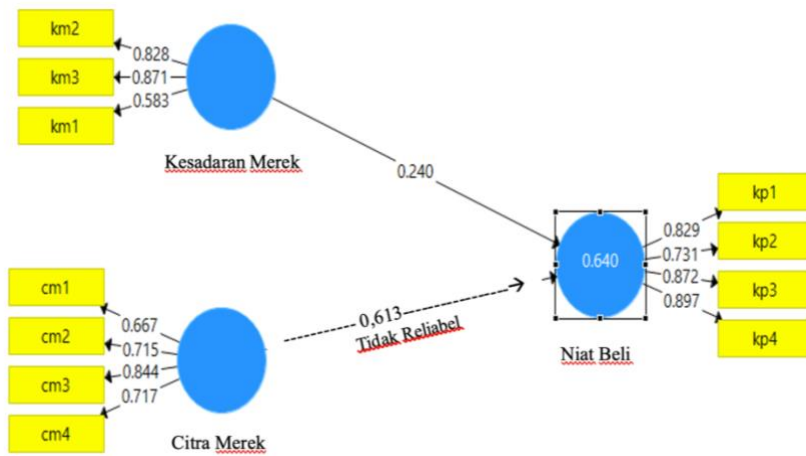 km2
0.828
km3
0.871
0.583
km1
Kesadaran Merek
0.240
kp1
0.829
kp2
0.731
0.640
0.872
kp3
0.897
kp4
Niat Beli
cm1
0.667
cm2
0.715
cm3
0.844
0.717
cm4
Citra Merek
0,613
Tidak Reliabel